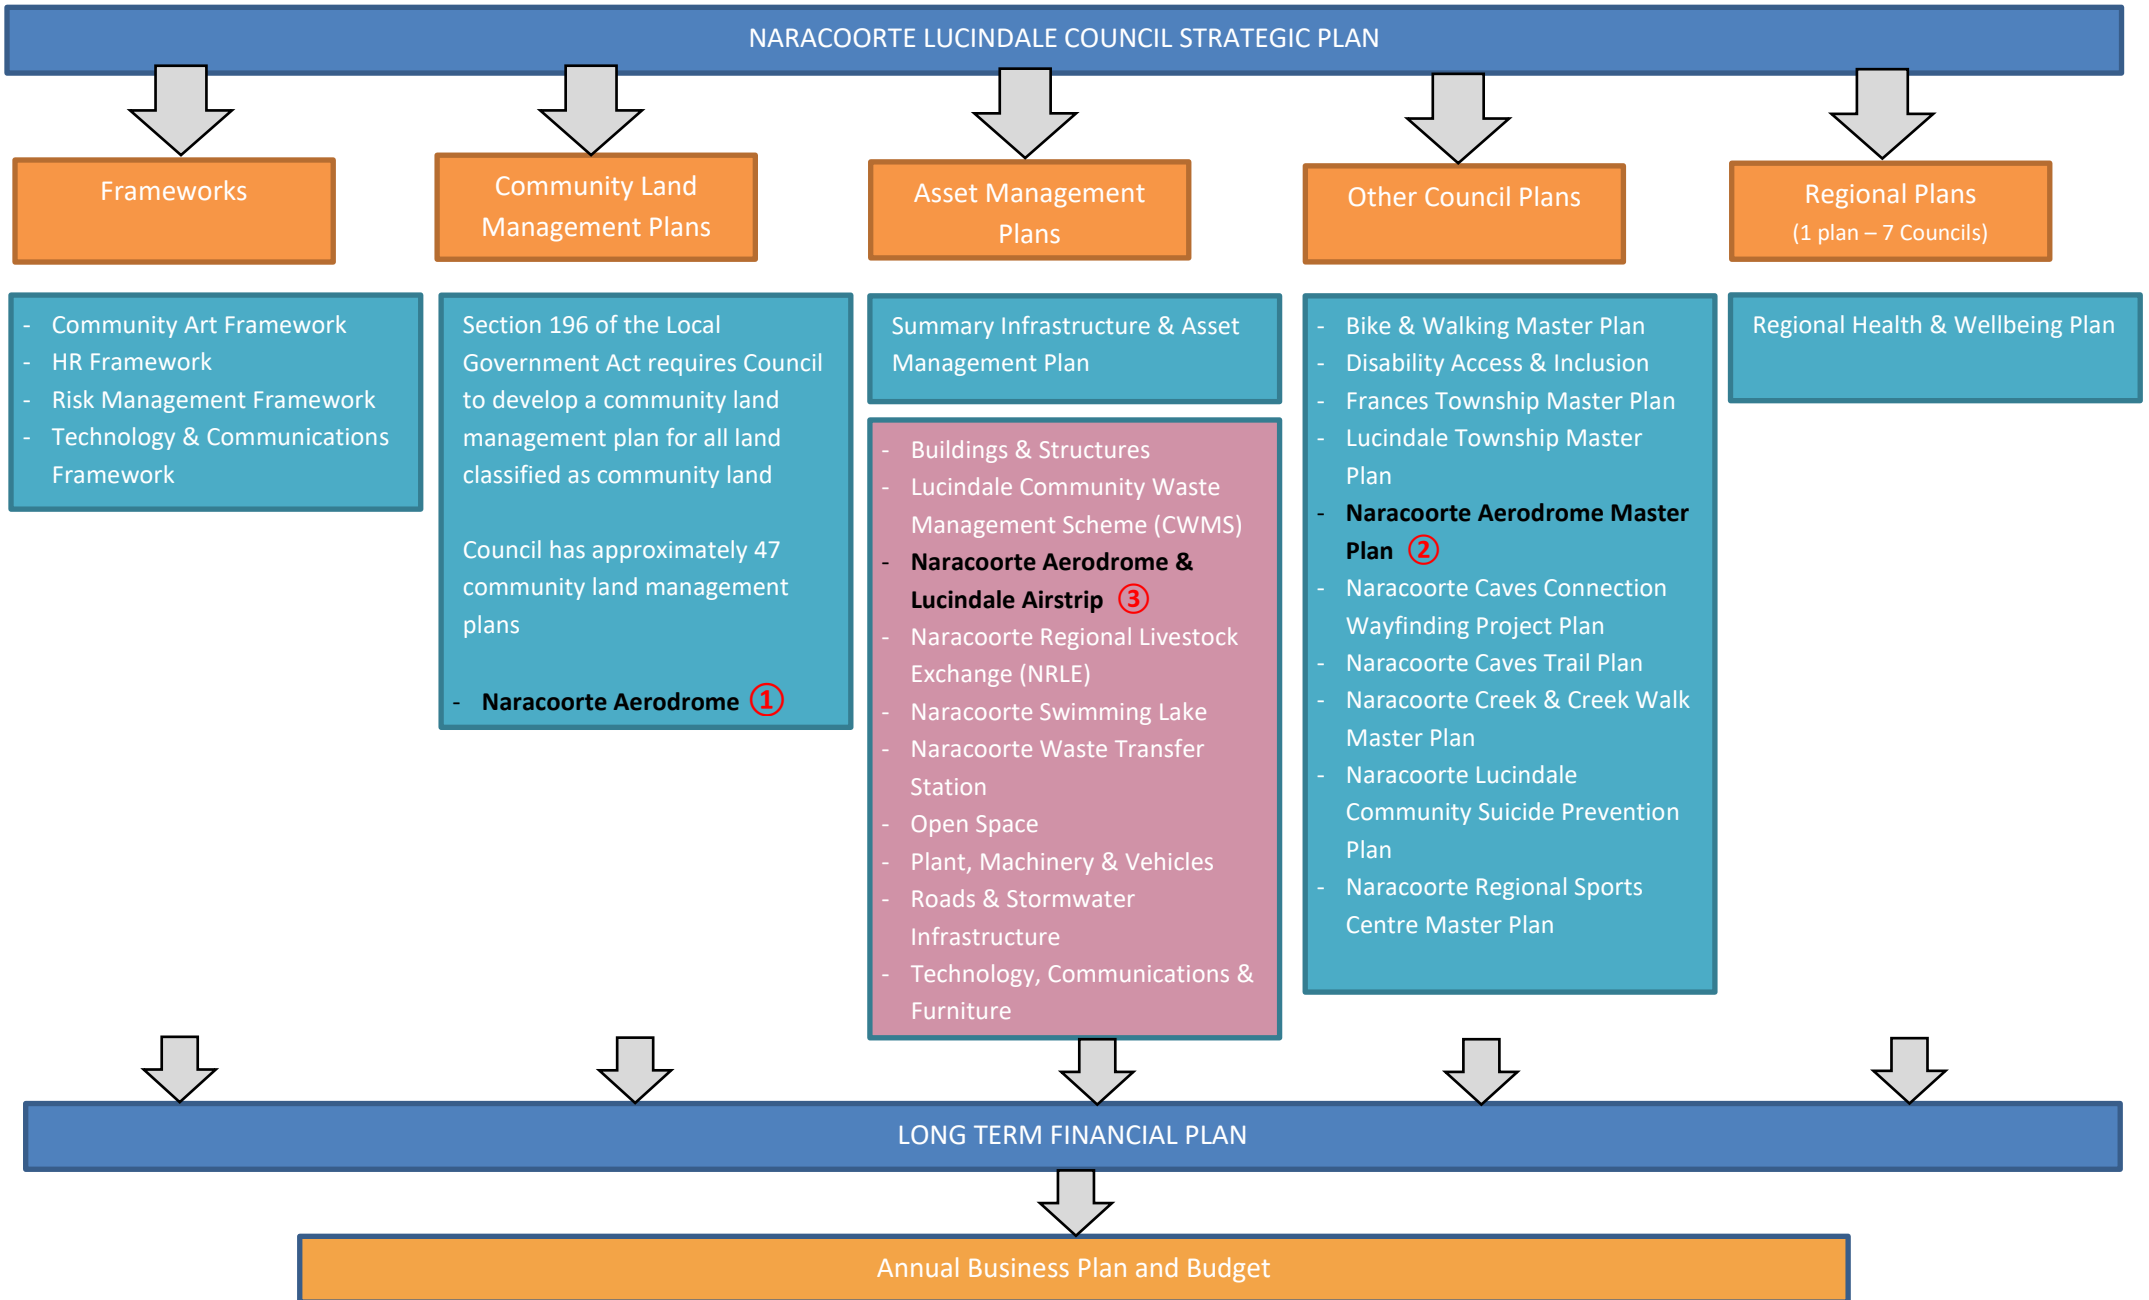 NARACOORTE LUCINDALE COUNCIL STRATEGIC PLAN
Frameworks
Community Land
Management Plans
Asset Management
Plans
Other Council Plans
Regional Plans
(1 plan – 7 Councils)
- Community Art Framework
- HR Framework
- Risk Management Framework
- Technology & Communications
Framework
Section 196 of the Local
Government Act requires Council
to develop a community land
management plan for all land
classified as community land
Council has approximately 47
community land management
plans
- Naracoorte Aerodrome ①
Summary Infrastructure & Asset
Management Plan
- Buildings & Structures
- Lucindale Community Waste
Management Scheme (CWMS)
- Naracoorte Aerodrome &
Lucindale Airstrip ③
- Naracoorte Regional Livestock
Exchange (NRLE)
- Naracoorte Swimming Lake
- Naracoorte Waste Transfer
Station
- Open Space
- Plant, Machinery & Vehicles
- Roads & Stormwater
Infrastructure
- Technology, Communications &
Furniture
- Bike & Walking Master Plan
- Disability Access & Inclusion
- Frances Township Master Plan
- Lucindale Township Master
Plan
- Naracoorte Aerodrome Master
Plan ②
- Naracoorte Caves Connection
Wayfinding Project Plan
- Naracoorte Caves Trail Plan
- Naracoorte Creek & Creek Walk
Master Plan
- Naracoorte Lucindale
Community Suicide Prevention
Plan
- Naracoorte Regional Sports
Centre Master Plan
Regional Health & Wellbeing Plan
LONG TERM FINANCIAL PLAN
Annual Business Plan and Budget